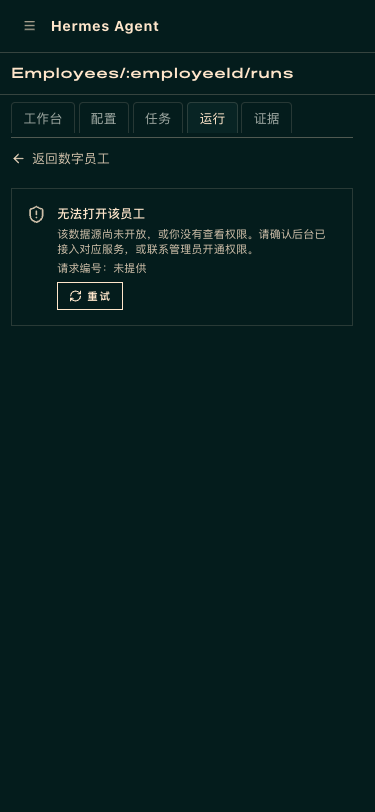 Hermes Agent
Employees/:employeeId/runs
工作台 配置 任务 运行 证据
返回数字员工
无法打开该员工
该数据源尚未开放，或你没有查看权限。请确认后台已
接入对应服务，或联系管理员开通权限。
请求编号：未提供
重试